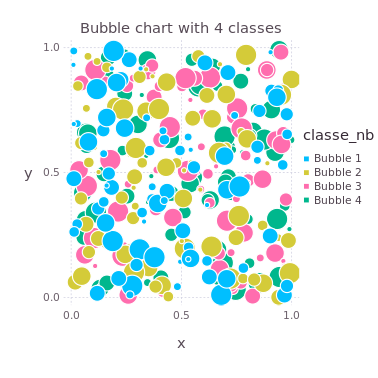 Bubble chart with 4 classes
1.0
0.5
0.0
y
0.0 0.5 1.0
x
classe_nb
Bubble 1
Bubble 2
Bubble 3
Bubble 4